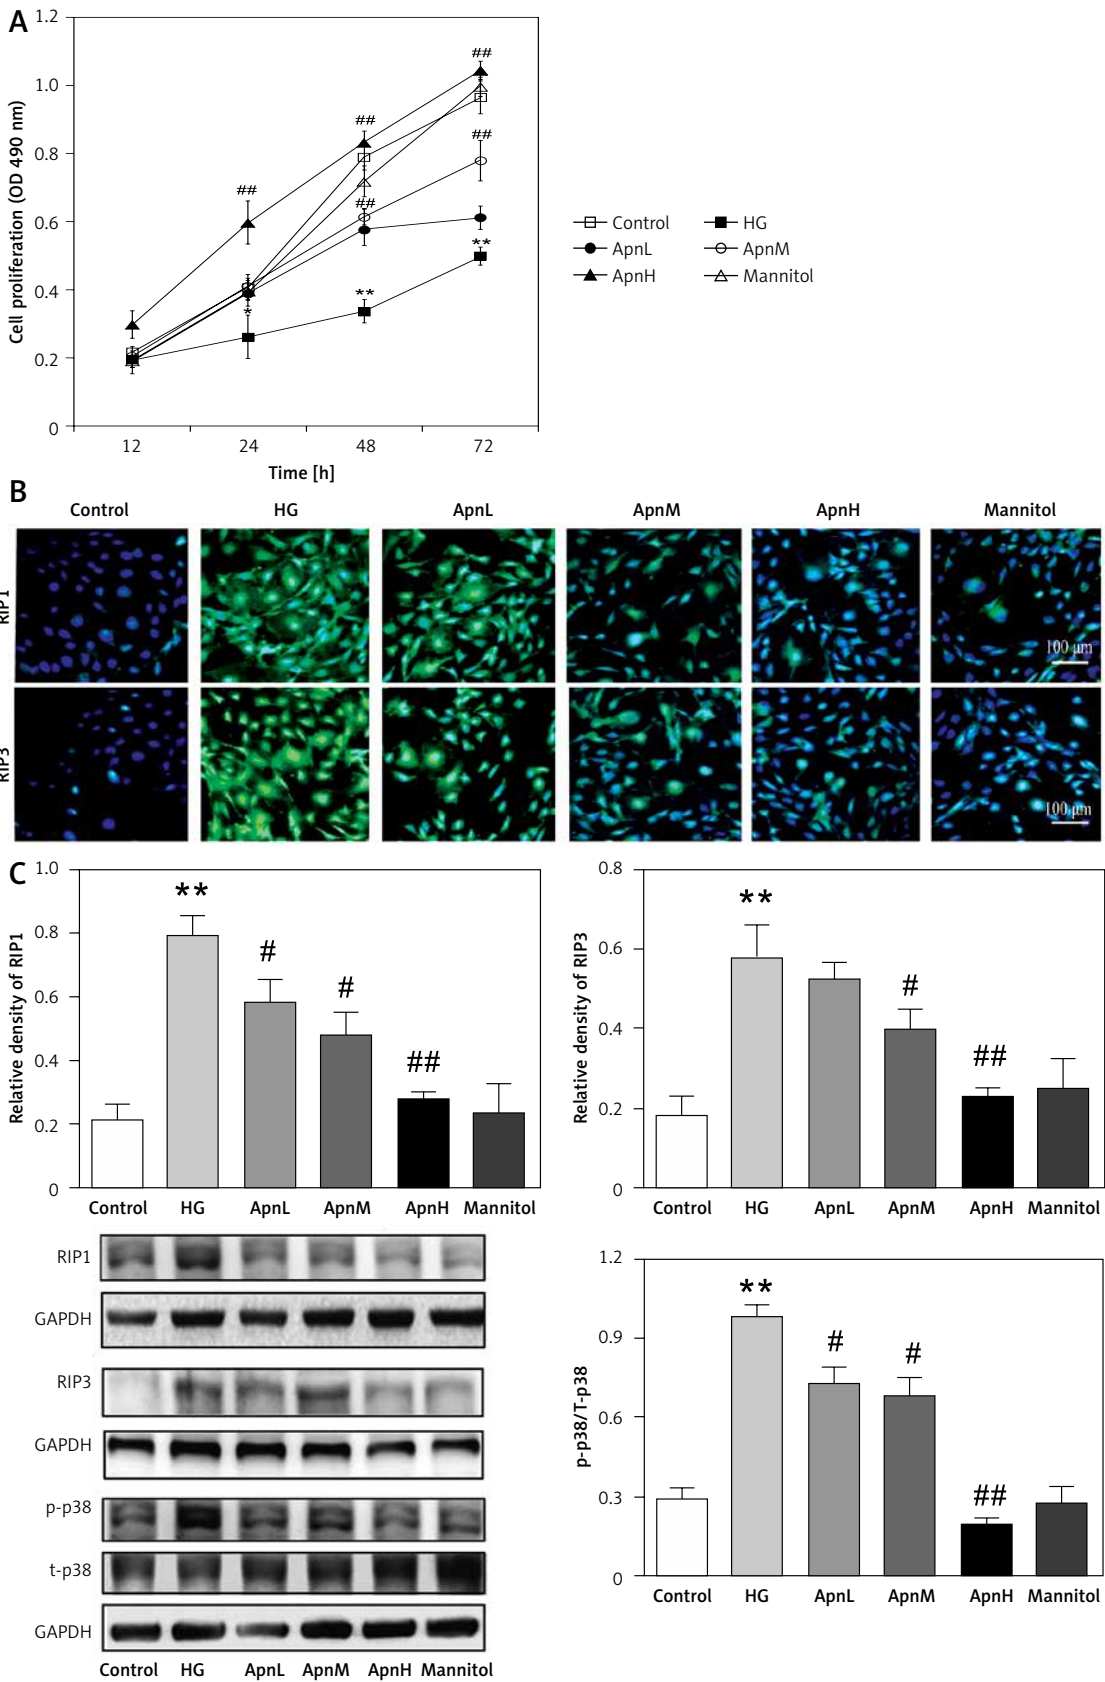 A
1.2
1.0
0.8
0.6
0.4
0.2
0
Cell proliferation (OD 490 nm)
##
##
##
##
##
*
**
**
12 24 48 72
Time [h]
Control HG
ApnL ApnM
ApnH Mannitol
B
Control HG ApnL ApnM ApnH Mannitol
RIP1
100 µm
RIP3
100 µm
C
1.0
0.8
0.6
0.4
0.2
0
Relative density of RIP1
**
#
#
##
Control HG ApnL ApnM ApnH Mannitol
0.8
0.6
0.4
0.2
0
Relative density of RIP3
**
#
##
Control HG ApnL ApnM ApnH Mannitol
RIP1
GAPDH
RIP3
GAPDH
p-p38
t-p38
GAPDH
Control HG ApnL ApnM ApnH Mannitol
1.2
0.9
0.6
0.3
0
p-p38/T-p38
**
#
#
##
Control HG ApnL ApnM ApnH Mannitol